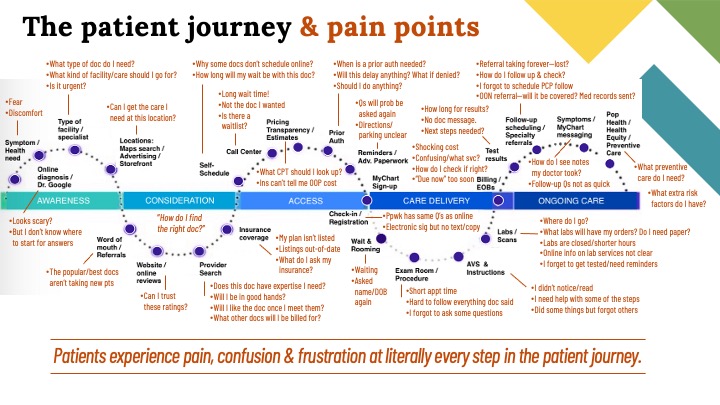 The patient journey & pain points
•What type of doc do I need?
•What kind of facility/care should I go for?
•Is it urgent?
•Why some docs don't schedule online?
•How long will my wait be with this doc?
•When is a prior auth needed?
•Will this delay anything? What if denied?
•Should I do anything?
•Referral taking forever—lost?
•How do I follow up & check?
•I forgot to schedule PCP follow
•OON referral—will it be covered? Med records sent?
•Fear
•Discomfort
Symptom /
Health
need
Type of
facility /
specialist
•Can I get the care I
need at this location?
Locations:
Maps search /
Advertising /
Storefront
•Long wait time!
•Not the doc I wanted
•Is there a
waitlist?
Call Center
Self-
Schedule
Pricing
Transparency /
Estimates
•What CPT should I look up?
•Ins can't tell me OOP cost
Prior
Auth
•Qs will prob be
asked again
•Directions/
parking unclear
Reminders /
Adv. Paperwork
MyChart
Sign-up
•How long for results?
•No doc message.
•Next steps needed?
Test
results
•Shocking cost
•Confusing/what svc?
•How do I check if right?
•"Due now" too soon
Billing /
EOBs
Follow-up
scheduling /
Specialty
referrals
Symptoms /
MyChart
messaging
•How do I see notes
my doctor took?
•Follow-up Qs not as quick
Pop
Health /
Health
Equity /
Preventive
Care
•What preventive
care do I need?
•What extra risk
factors do I have?
Online
diagnosis /
Dr. Google
AWARENESS
CONSIDERATION
ACCESS
CARE DELIVERY
ONGOING CARE
•Looks scary?
•But I don't know where
to start for answers
Word of
mouth /
Referrals
•The popular/best docs
aren't taking new pts
"How do I find
the right doc?"
Website /
online
reviews
•Can I trust
these ratings?
Provider
Search
•Does this doc have expertise I need?
•Will I be in good hands?
•Will I like the doc once I meet them?
•What other docs will I be billed for?
Insurance
coverage
•My plan isn't listed
•Listings out-of-date
•What do I ask my
insurance?
Check-in /
Registration
•Ppwk has same Q's as online
•Electronic sig but no text/copy
Wait &
Rooming
•Waiting
•Asked
name/DOB
again
Exam Room /
Procedure
•Short appt time
•Hard to follow everything doc said
•I forgot to ask some questions
AVS &
Instructions
•I didn't notice/read
•I need help with some of the steps
•Did some things but forgot others
Labs /
Scans
•Where do I go?
•What labs will have my orders? Do I need paper?
•Labs are closed/shorter hours
•Online info on lab services not clear
•I forget to get tested/need reminders
Patients experience pain, confusion & frustration at literally every step in the patient journey.